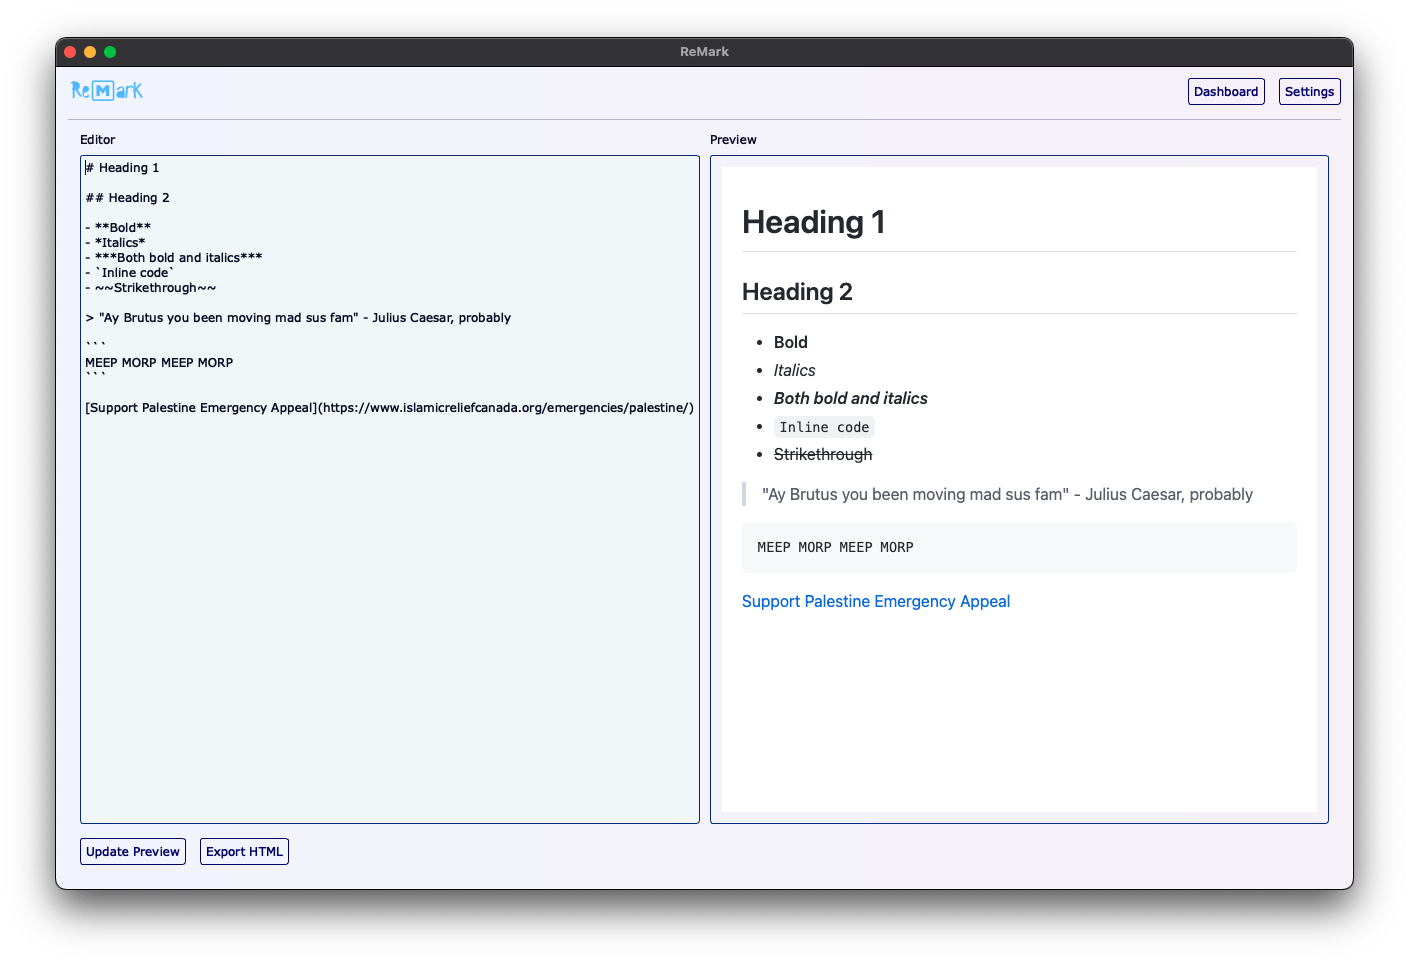 ReMark
ReMark
Dashboard
Settings
Editor
# Heading 1
## Heading 2
- **Bold**
- *Italics*
- ***Both bold and italics***
- `Inline code`
- ~~Strikethrough~~
> "Ay Brutus you been moving mad sus fam" - Julius Caesar, probably
```
MEEP MORP MEEP MORP
```
[Support Palestine Emergency Appeal](https://www.islamicreliefcanada.org/emergencies/palestine/)
Preview
Heading 1
Heading 2
• Bold
• Italics
• Both bold and italics
• Inline code
• Strikethrough
"Ay Brutus you been moving mad sus fam" - Julius Caesar, probably
MEEP MORP MEEP MORP
Support Palestine Emergency Appeal
Update Preview
Export HTML